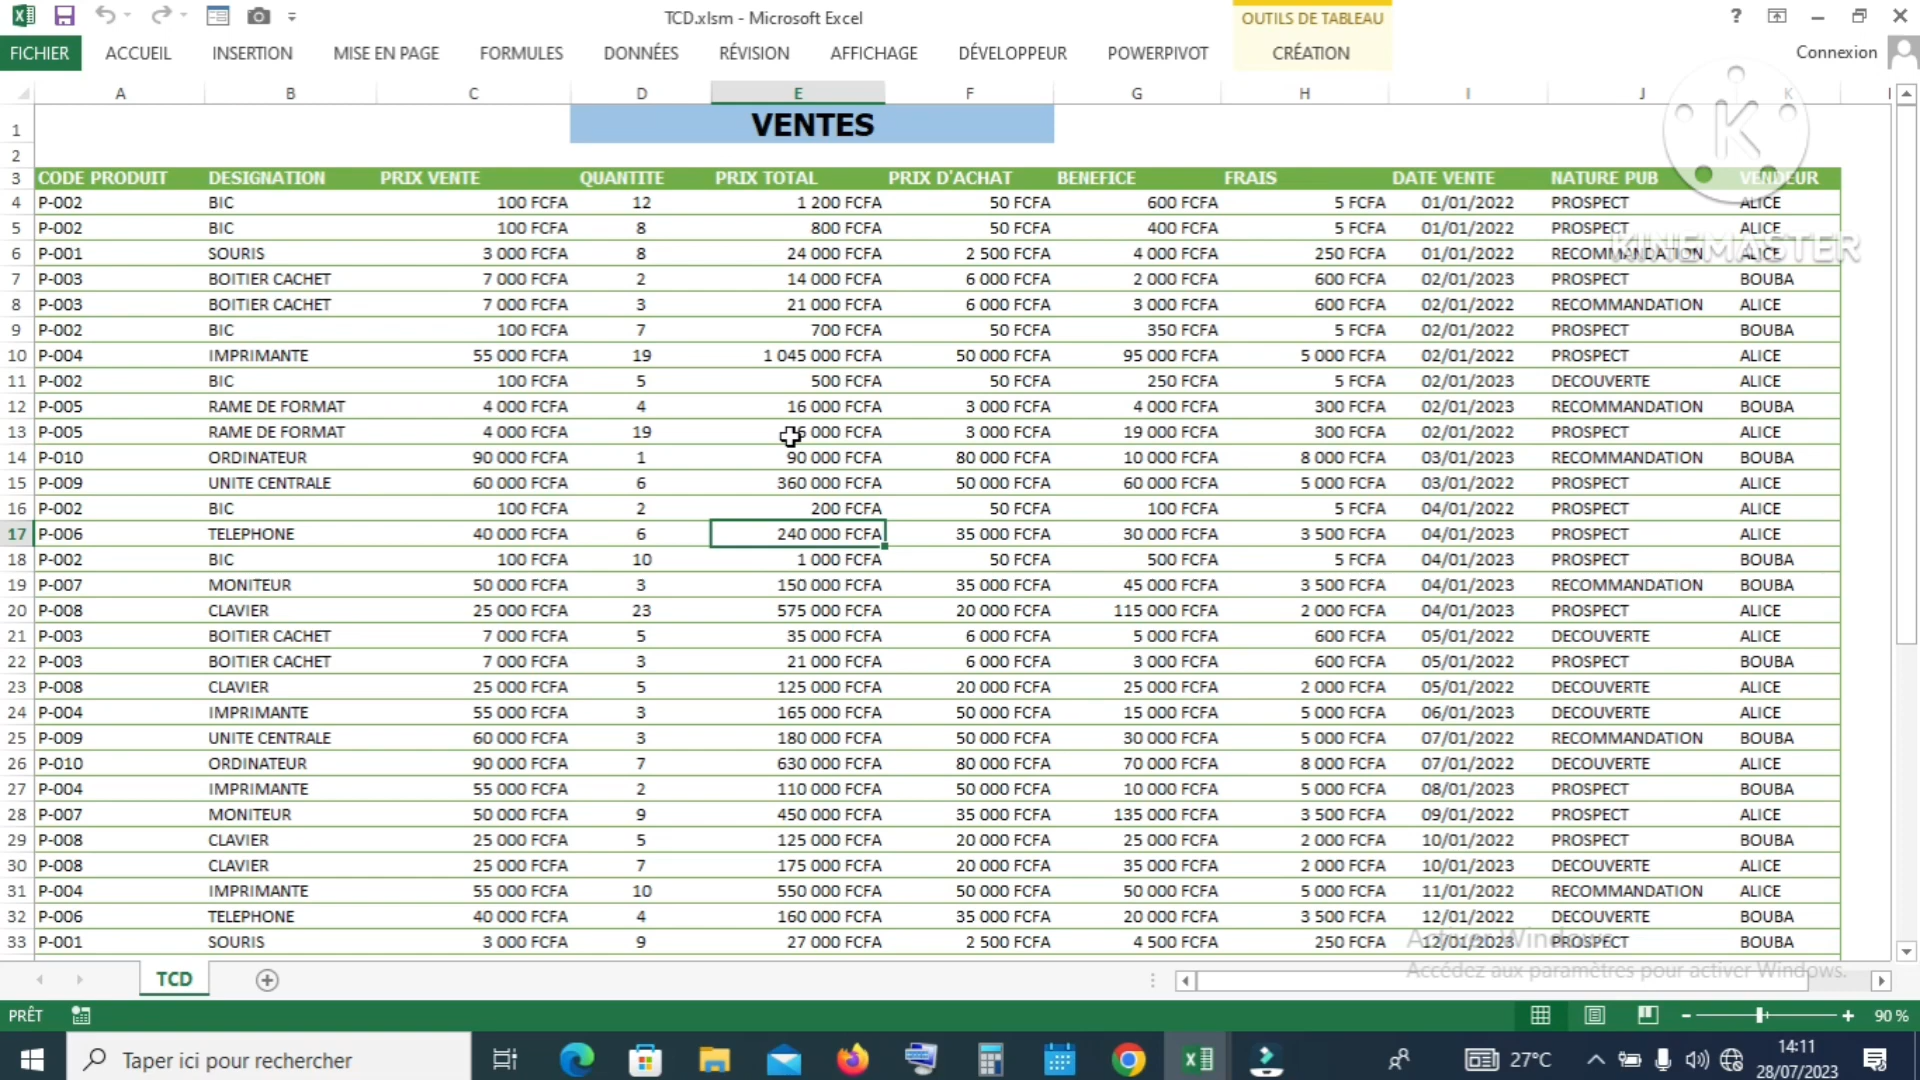 TCD.xlsm - Microsoft Excel
OUTILS DE TABLEAU
?
FICHIER ACCUEIL INSERTION MISE EN PAGE FORMULES DONNÉES RÉVISION AFFICHAGE DÉVELOPPEUR POWERPIVOT CRÉATION Connexion
A B C D E F G H I J K
1 VENTES
2
3 CODE PRODUIT DESIGNATION PRIX VENTE QUANTITE PRIX TOTAL PRIX D'ACHAT BENEFICE FRAIS DATE VENTE NATURE PUB VENDEUR
4 P-002 BIC 100 FCFA 12 1 200 FCFA 50 FCFA 600 FCFA 5 FCFA 01/01/2022 PROSPECT ALICE
5 P-002 BIC 100 FCFA 8 800 FCFA 50 FCFA 400 FCFA 5 FCFA 01/01/2022 PROSPECT ALICE
KINEMASTER
6 P-001 SOURIS 3 000 FCFA 8 24 000 FCFA 2 500 FCFA 4 000 FCFA 250 FCFA 01/01/2022 RECOMMANDATION ALICE
7 P-003 BOITIER CACHET 7 000 FCFA 2 14 000 FCFA 6 000 FCFA 2 000 FCFA 600 FCFA 02/01/2023 PROSPECT BOUBA
8 P-003 BOITIER CACHET 7 000 FCFA 3 21 000 FCFA 6 000 FCFA 3 000 FCFA 600 FCFA 02/01/2022 RECOMMANDATION ALICE
9 P-002 BIC 100 FCFA 7 700 FCFA 50 FCFA 350 FCFA 5 FCFA 02/01/2022 PROSPECT BOUBA
10 P-004 IMPRIMANTE 55 000 FCFA 19 1 045 000 FCFA 50 000 FCFA 95 000 FCFA 5 000 FCFA 02/01/2022 PROSPECT ALICE
11 P-002 BIC 100 FCFA 5 500 FCFA 50 FCFA 250 FCFA 5 FCFA 02/01/2023 DECOUVERTE ALICE
12 P-005 RAME DE FORMAT 4 000 FCFA 4 16 000 FCFA 3 000 FCFA 4 000 FCFA 300 FCFA 02/01/2023 RECOMMANDATION BOUBA
13 P-005 RAME DE FORMAT 4 000 FCFA 19 000 FCFA 3 000 FCFA 19 000 FCFA 300 FCFA 02/01/2022 PROSPECT ALICE
14 P-010 ORDINATEUR 90 000 FCFA 1 90 000 FCFA 80 000 FCFA 10 000 FCFA 8 000 FCFA 03/01/2023 RECOMMANDATION BOUBA
15 P-009 UNITE CENTRALE 60 000 FCFA 6 360 000 FCFA 50 000 FCFA 60 000 FCFA 5 000 FCFA 03/01/2022 PROSPECT ALICE
16 P-002 BIC 100 FCFA 2 200 FCFA 50 FCFA 100 FCFA 5 FCFA 04/01/2022 PROSPECT ALICE
17 P-006 TELEPHONE 40 000 FCFA 6 240 000 FCFA 35 000 FCFA 30 000 FCFA 3 500 FCFA 04/01/2023 PROSPECT ALICE
18 P-002 BIC 100 FCFA 10 1 000 FCFA 50 FCFA 500 FCFA 5 FCFA 04/01/2022 PROSPECT BOUBA
19 P-007 MONITEUR 50 000 FCFA 3 150 000 FCFA 35 000 FCFA 45 000 FCFA 3 500 FCFA 04/01/2023 RECOMMANDATION BOUBA
20 P-008 CLAVIER 25 000 FCFA 23 575 000 FCFA 20 000 FCFA 115 000 FCFA 2 000 FCFA 04/01/2023 PROSPECT ALICE
21 P-003 BOITIER CACHET 7 000 FCFA 5 35 000 FCFA 6 000 FCFA 5 000 FCFA 600 FCFA 05/01/2022 DECOUVERTE ALICE
22 P-003 BOITIER CACHET 7 000 FCFA 3 21 000 FCFA 6 000 FCFA 3 000 FCFA 600 FCFA 05/01/2022 PROSPECT BOUBA
23 P-008 CLAVIER 25 000 FCFA 5 125 000 FCFA 20 000 FCFA 25 000 FCFA 2 000 FCFA 05/01/2022 DECOUVERTE ALICE
24 P-004 IMPRIMANTE 55 000 FCFA 3 165 000 FCFA 50 000 FCFA 15 000 FCFA 5 000 FCFA 06/01/2023 DECOUVERTE ALICE
25 P-009 UNITE CENTRALE 60 000 FCFA 3 180 000 FCFA 50 000 FCFA 30 000 FCFA 5 000 FCFA 07/01/2022 RECOMMANDATION BOUBA
26 P-010 ORDINATEUR 90 000 FCFA 7 630 000 FCFA 80 000 FCFA 70 000 FCFA 8 000 FCFA 07/01/2022 DECOUVERTE ALICE
27 P-004 IMPRIMANTE 55 000 FCFA 2 110 000 FCFA 50 000 FCFA 10 000 FCFA 5 000 FCFA 08/01/2023 PROSPECT BOUBA
28 P-007 MONITEUR 50 000 FCFA 9 450 000 FCFA 35 000 FCFA 135 000 FCFA 3 500 FCFA 09/01/2022 PROSPECT ALICE
29 P-008 CLAVIER 25 000 FCFA 5 125 000 FCFA 20 000 FCFA 25 000 FCFA 2 000 FCFA 10/01/2022 PROSPECT BOUBA
30 P-008 CLAVIER 25 000 FCFA 7 175 000 FCFA 20 000 FCFA 35 000 FCFA 2 000 FCFA 10/01/2023 DECOUVERTE ALICE
31 P-004 IMPRIMANTE 55 000 FCFA 10 550 000 FCFA 50 000 FCFA 50 000 FCFA 5 000 FCFA 11/01/2022 RECOMMANDATION ALICE
32 P-006 TELEPHONE 40 000 FCFA 4 160 000 FCFA 35 000 FCFA 20 000 FCFA 3 500 FCFA 12/01/2022 DECOUVERTE BOUBA
33 P-001 SOURIS 3 000 FCFA 9 27 000 FCFA 2 500 FCFA 4 500 FCFA 250 FCFA 12/01/2023 PROSPECT BOUBA
Activer Windows
Accédez aux paramètres pour activer Windows.
TCD
PRÊT 90 %
Taper ici pour rechercher 27°C 14:11
28/07/2023